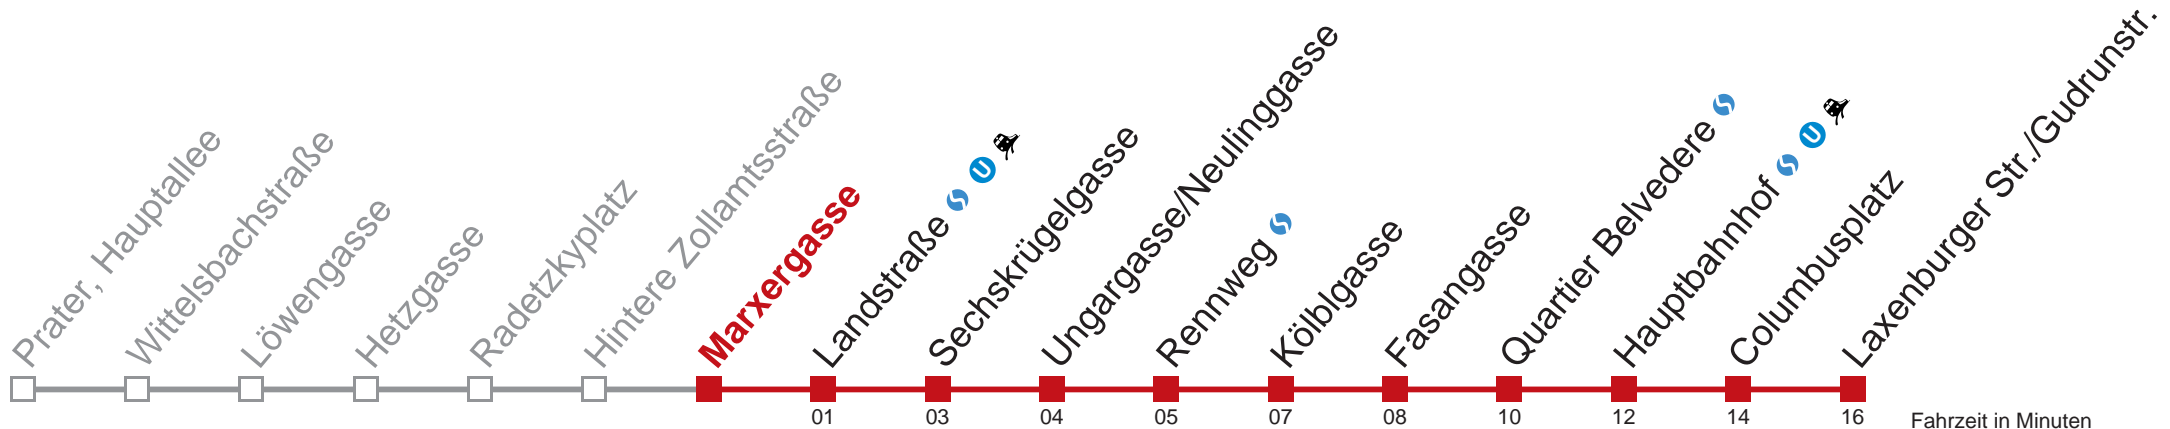 Prater, Hauptallee
Wittelsbachstraße
Löwengasse
Hetzgasse
Radetzkyplatz
Hintere Zollamtsstraße
Marxergasse
Landstraße S U
Sechskrügelgasse
Ungargasse/Neulinggasse
Rennweg S
Kölblgasse
Fasangasse
Quartier Belvedere S
Hauptbahnhof S U
Columbusplatz
Laxenburger Str./Gudrunstr.
01 03 04 05 07 08 10 12 14 16 Fahrzeit in Minuten